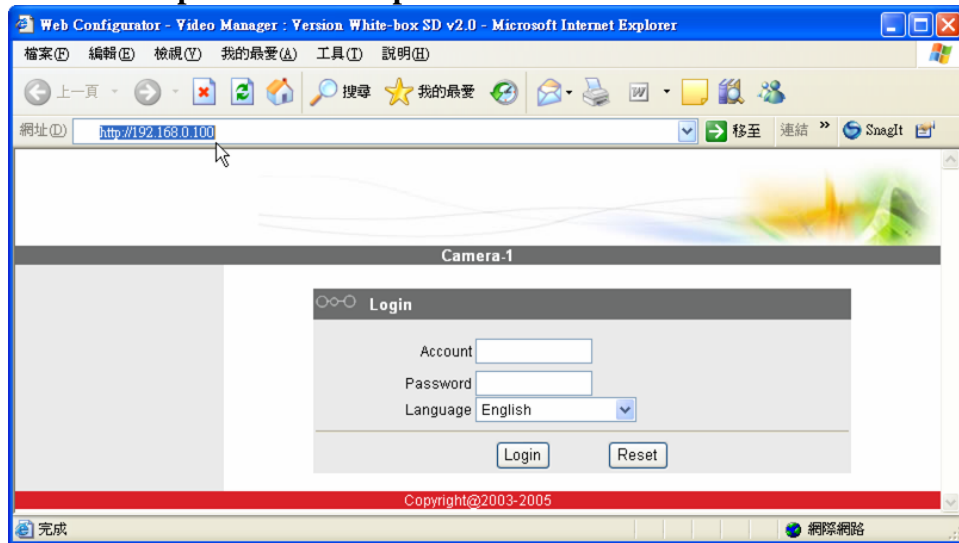 Web Configurator - Video Manager : Version White-box SD v2.0 - Microsoft Internet Explorer
檔案(F) 編輯(E) 檢視(V) 我的最愛(A) 工具(T) 說明(H)
上一頁 搜尋 我的最愛
網址(D) http://192.168.0.100 移至 連結 » SnagIt
Camera-1
Login
Account
Password
Language English
Login Reset
Copyright@2003-2005
完成 網際網路